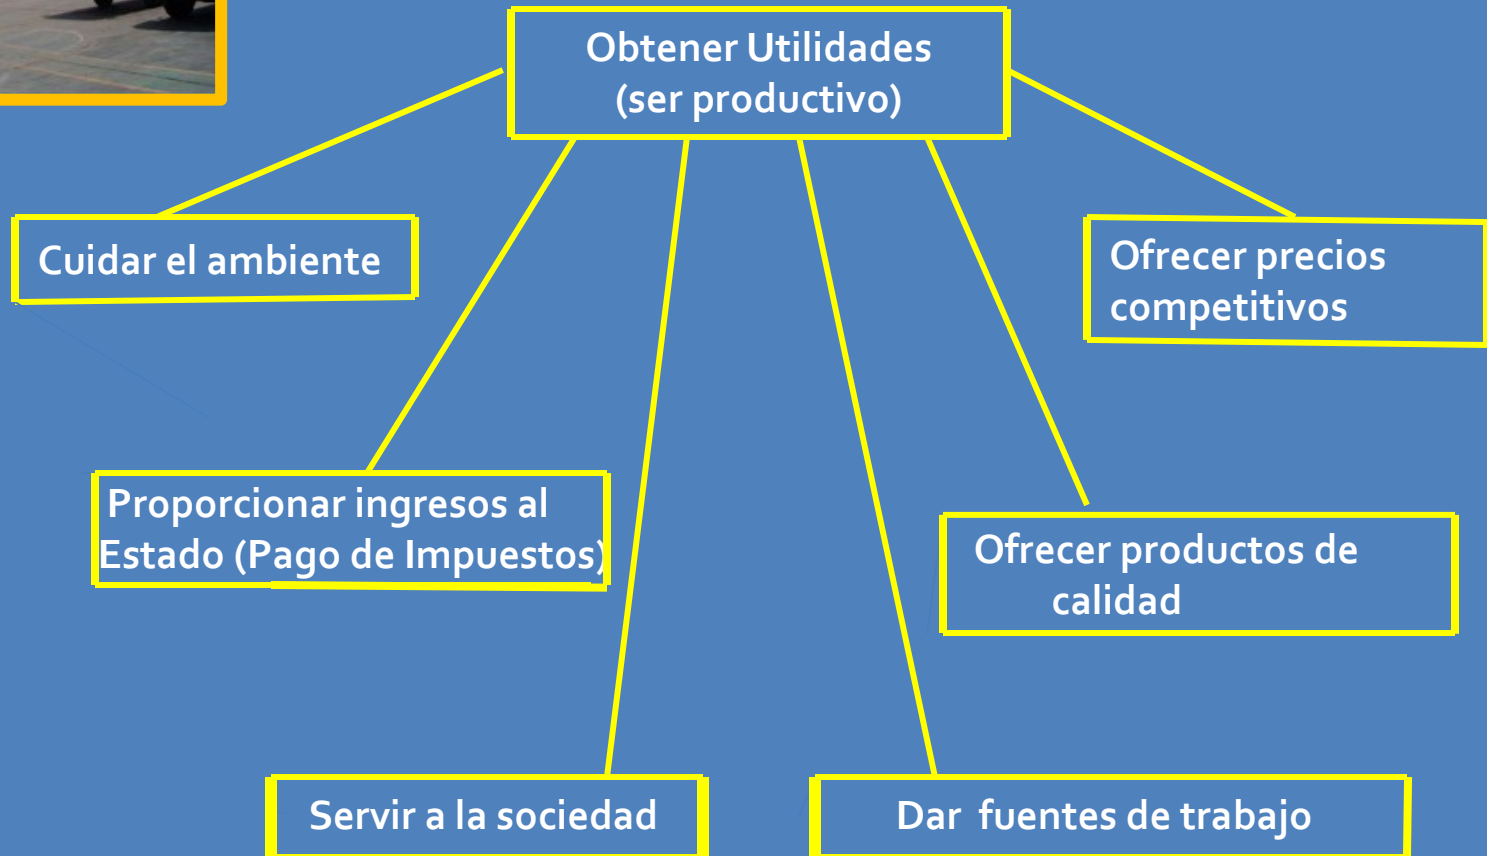 Obtener Utilidades
(ser productivo)
Cuidar el ambiente
Ofrecer precios
competitivos
Proporcionar ingresos al
Estado (Pago de Impuestos)
Ofrecer productos de
calidad
Servir a la sociedad
Dar fuentes de trabajo